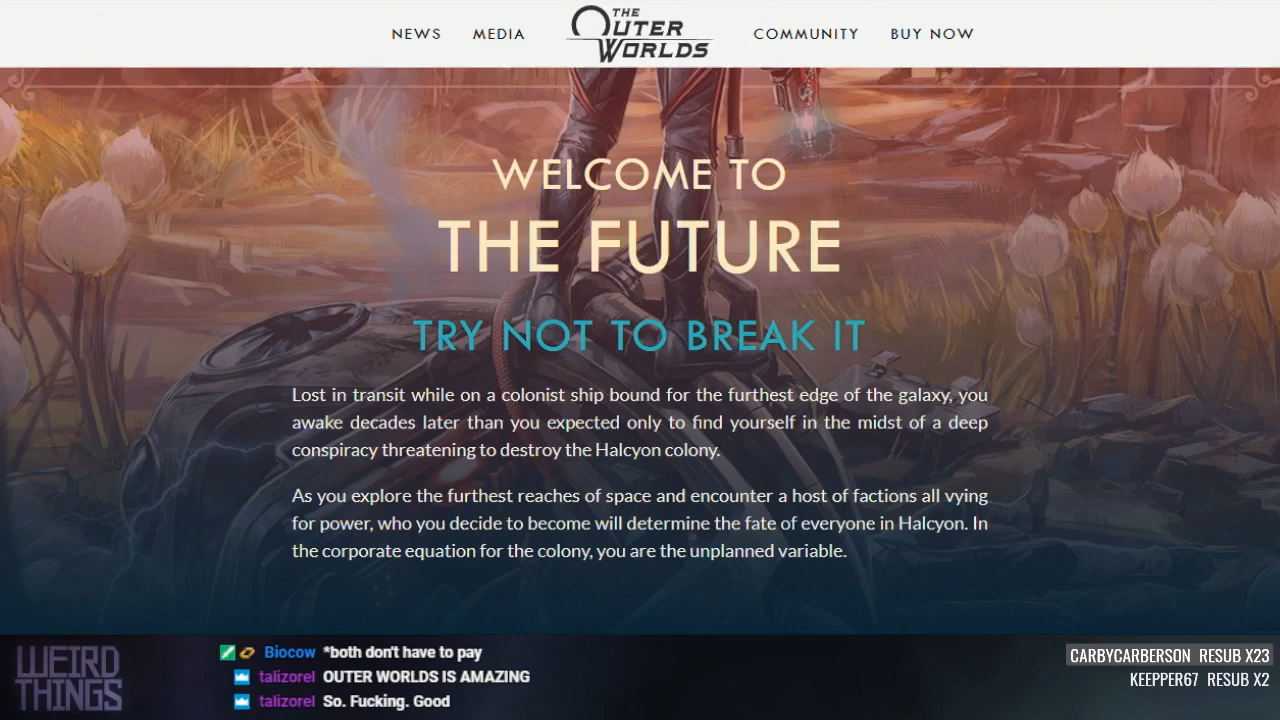 NEWS MEDIA THE OUTER WORLDS COMMUNITY BUY NOW
WELCOME TO
THE FUTURE
TRY NOT TO BREAK IT
Lost in transit while on a colonist ship bound for the furthest edge of the galaxy, you
awake decades later than you expected only to find yourself in the midst of a deep
conspiracy threatening to destroy the Halcyon colony.
As you explore the furthest reaches of space and encounter a host of factions all vying
for power, who you decide to become will determine the fate of everyone in Halcyon. In
the corporate equation for the colony, you are the unplanned variable.
WEIRD
THINGS
Biocow *both don't have to pay
talizorel OUTER WORLDS IS AMAZING
talizorel So. Fucking. Good
CARBYCARBERSON RESUB X23
KEEPPER67 RESUB X2